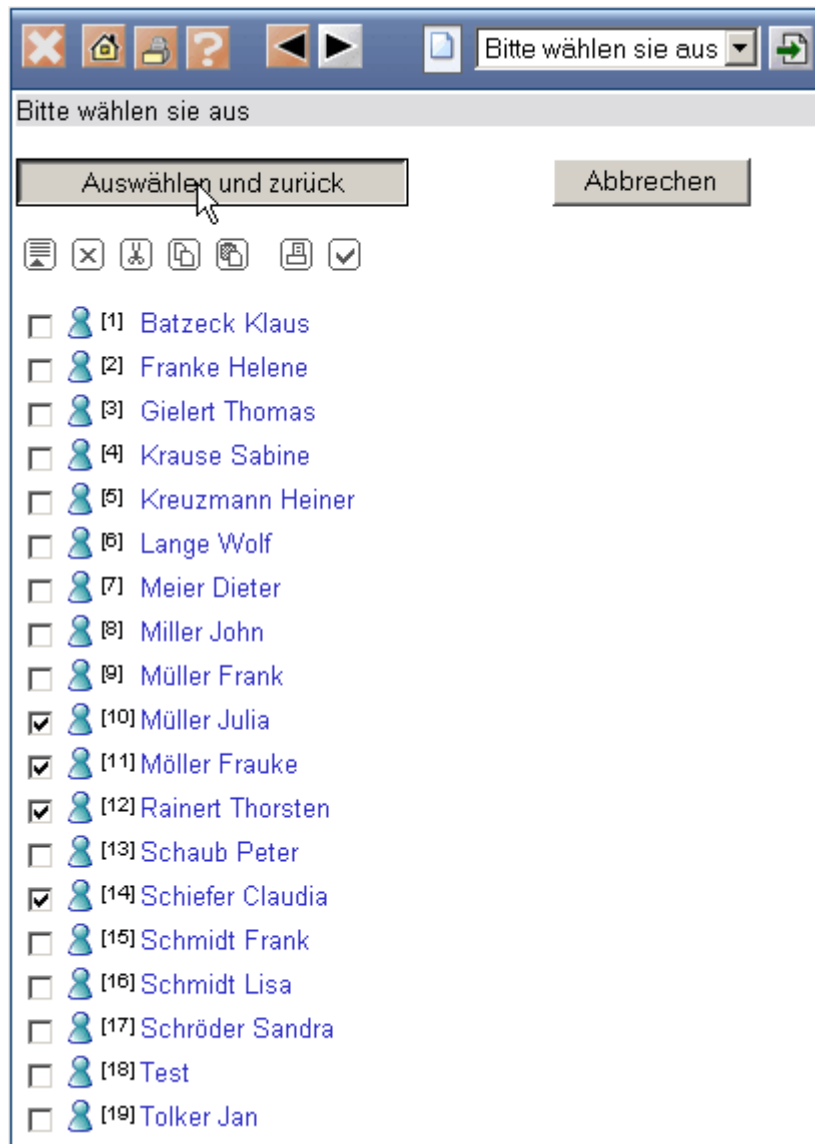 Bitte wählen sie aus
Bitte wählen sie aus
Auswählen und zurück Abbrechen
[1] Batzeck Klaus
[2] Franke Helene
[3] Gielert Thomas
[4] Krause Sabine
[5] Kreuzmann Heiner
[6] Lange Wolf
[7] Meier Dieter
[8] Miller John
[9] Müller Frank
[10] Müller Julia
[11] Möller Frauke
[12] Rainert Thorsten
[13] Schaub Peter
[14] Schiefer Claudia
[15] Schmidt Frank
[16] Schmidt Lisa
[17] Schröder Sandra
[18] Test
[19] Tolker Jan